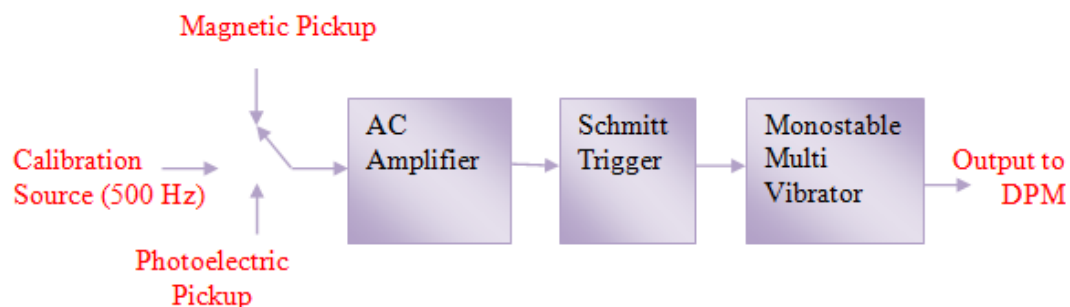 Magnetic Pickup
Calibration
Source (500 Hz)
Photoelectric
Pickup
AC
Amplifier
Schmitt
Trigger
Monostable
Multi
Vibrator
Output to
DPM